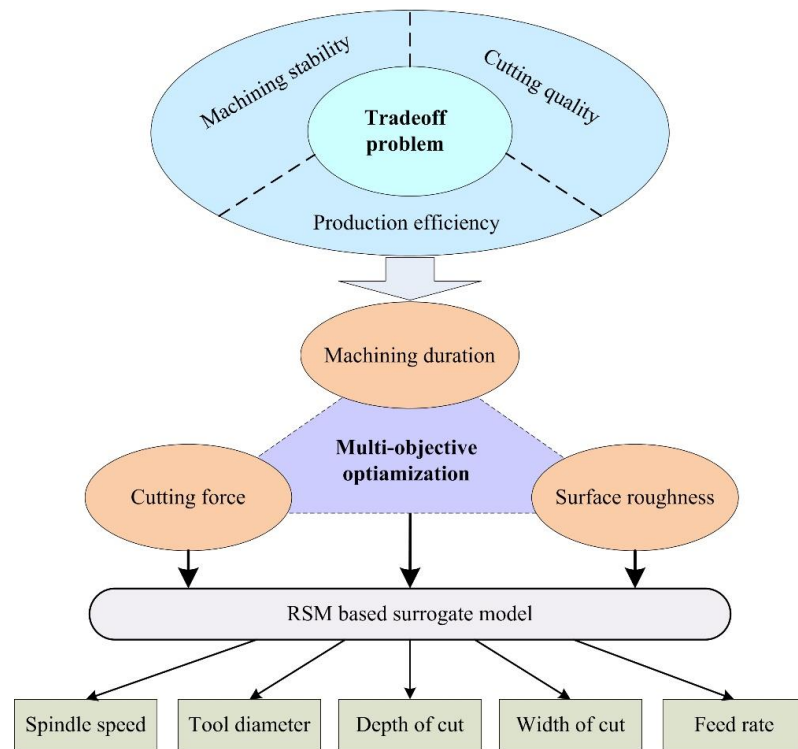 Machining stability
Cutting quality
Tradeoff
problem
Production efficiency
Machining duration
Multi-objective
optiamization
Cutting force
Surface roughness
RSM based surrogate model
Spindle speed
Tool diameter
Depth of cut
Width of cut
Feed rate